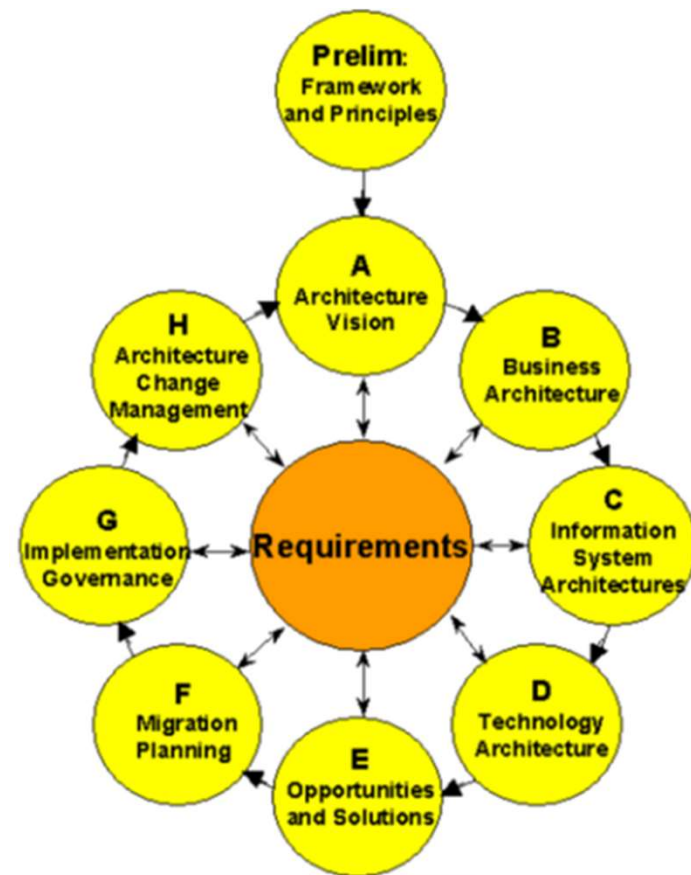 Prelim:
Framework
and Principles
A
Architecture
Vision
B
Business
Architecture
C
Information
System
Architectures
D
Technology
Architecture
E
Opportunities
and Solutions
F
Migration
Planning
G
Implementation
Governance
H
Architecture
Change
Management
Requirements